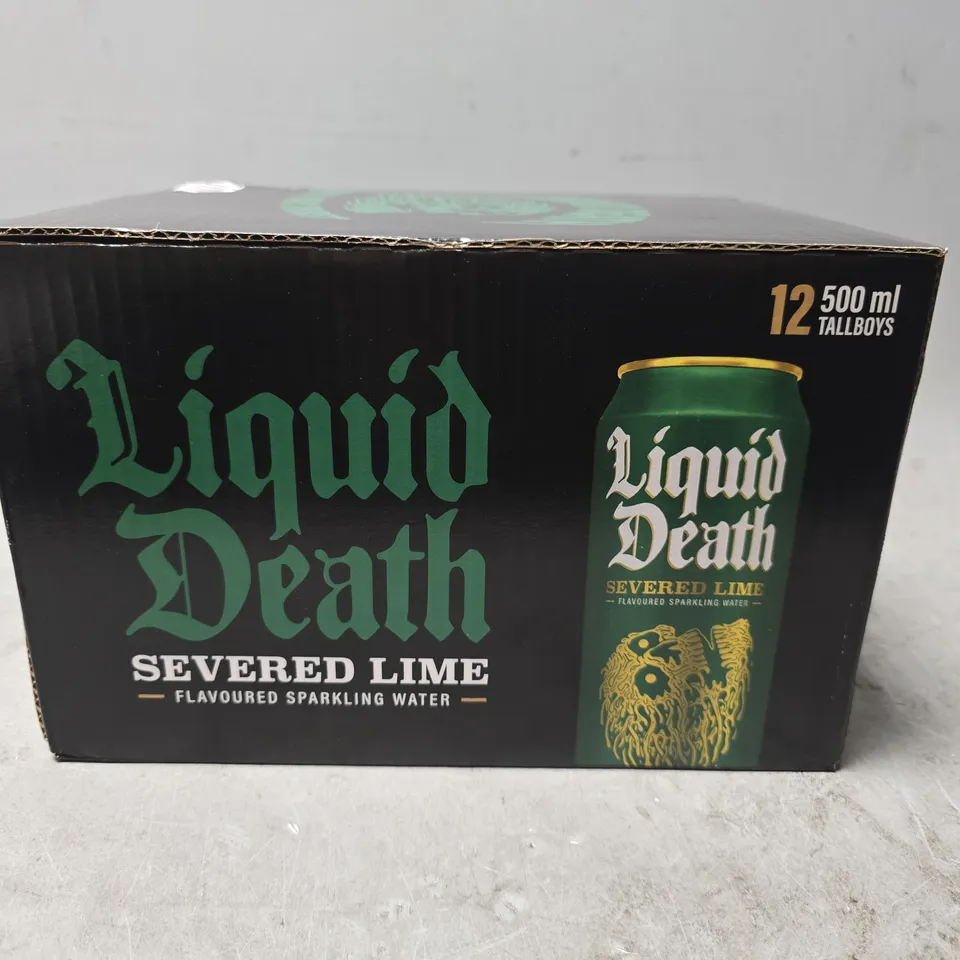 12 500 ml
TALLBOYS
Liquid
Death
SEVERED LIME
FLAVOURED SPARKLING WATER
Liquid
Death
SEVERED LIME
FLAVOURED SPARKLING WATER